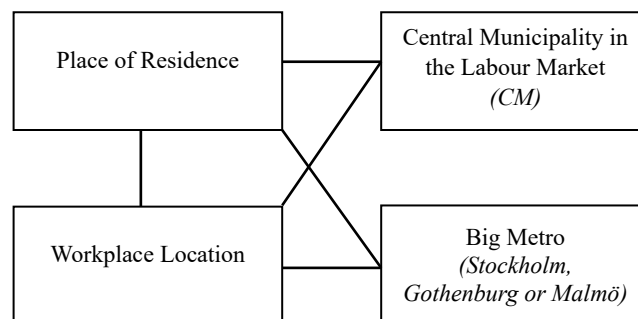 Place of Residence
Central Municipality in
the Labour Market
(CM)
Workplace Location
Big Metro
(Stockholm,
Gothenburg or Malmö)